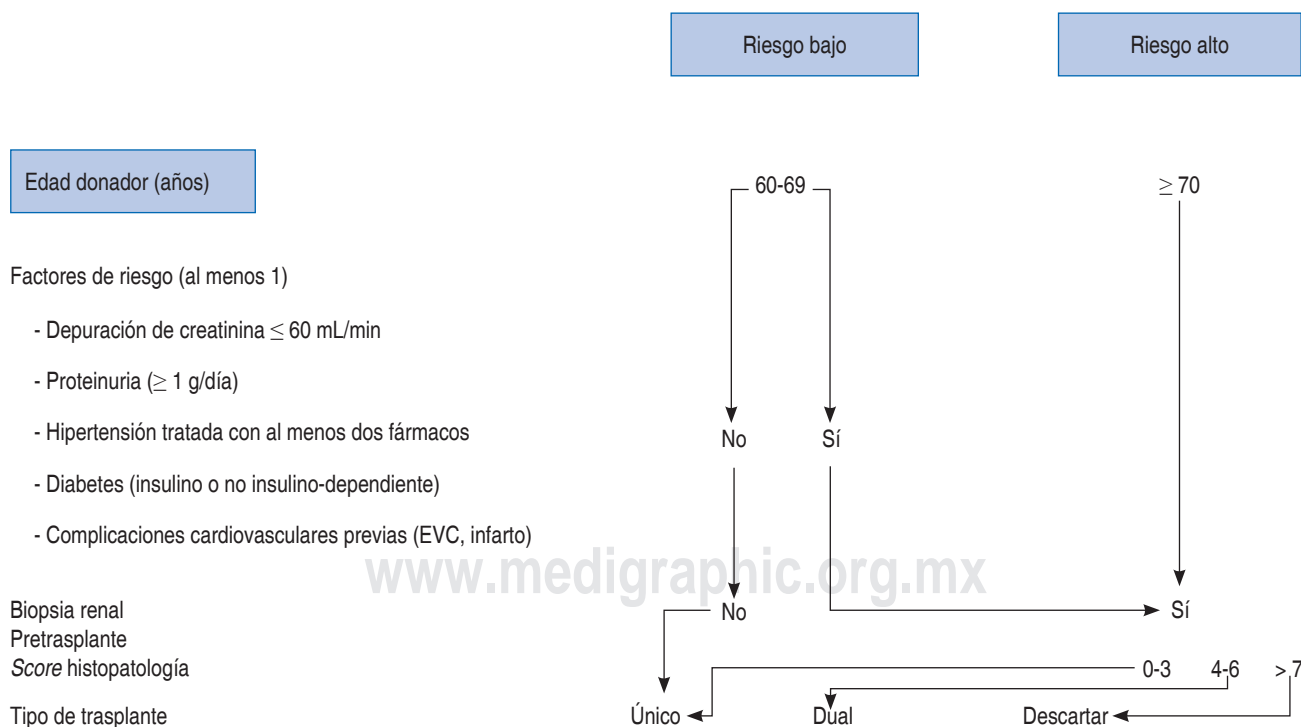 Riesgo bajo
Riesgo alto
Edad donador (años)
60-69
≥ 70
Factores de riesgo (al menos 1)
- Depuración de creatinina ≤ 60 mL/min
- Proteinuria (≥ 1 g/día)
- Hipertensión tratada con al menos dos fármacos
No
Sí
- Diabetes (insulino o no insulino-dependiente)
- Complicaciones cardiovasculares previas (EVC, infarto)
www.medigraphic.org.mx
Biopsia renal
No
Sí
Pretrasplante
Score histopatología
0-3
4-6
> 7
Tipo de trasplante
Único
Dual
Descartar